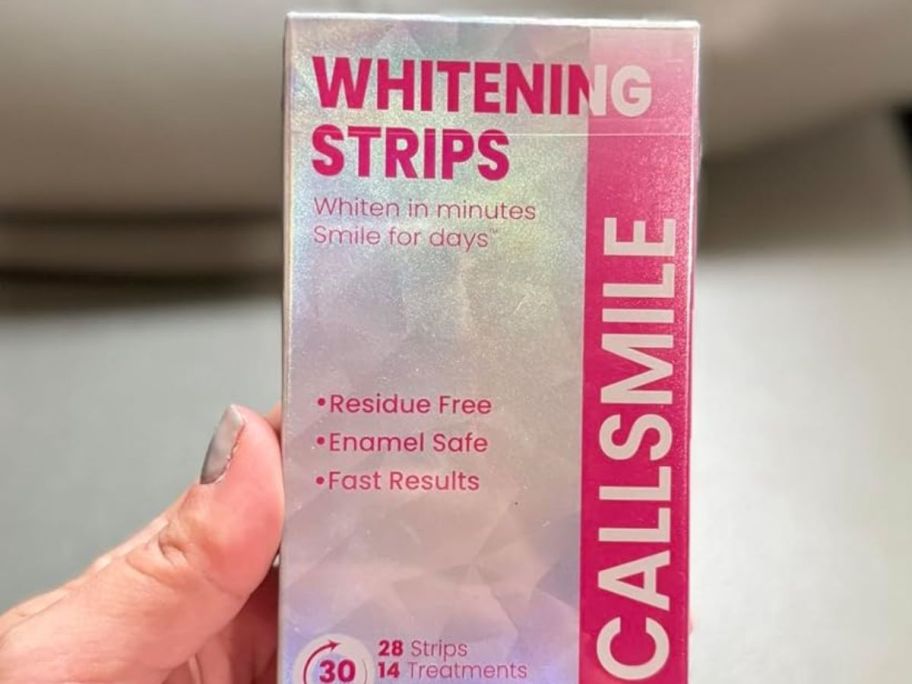 WHITENING
STRIPS
Whiten in minutes
Smile for days™
•Residue Free
•Enamel Safe
•Fast Results
30
28 Strips
14 Treatments
CALLSMILE